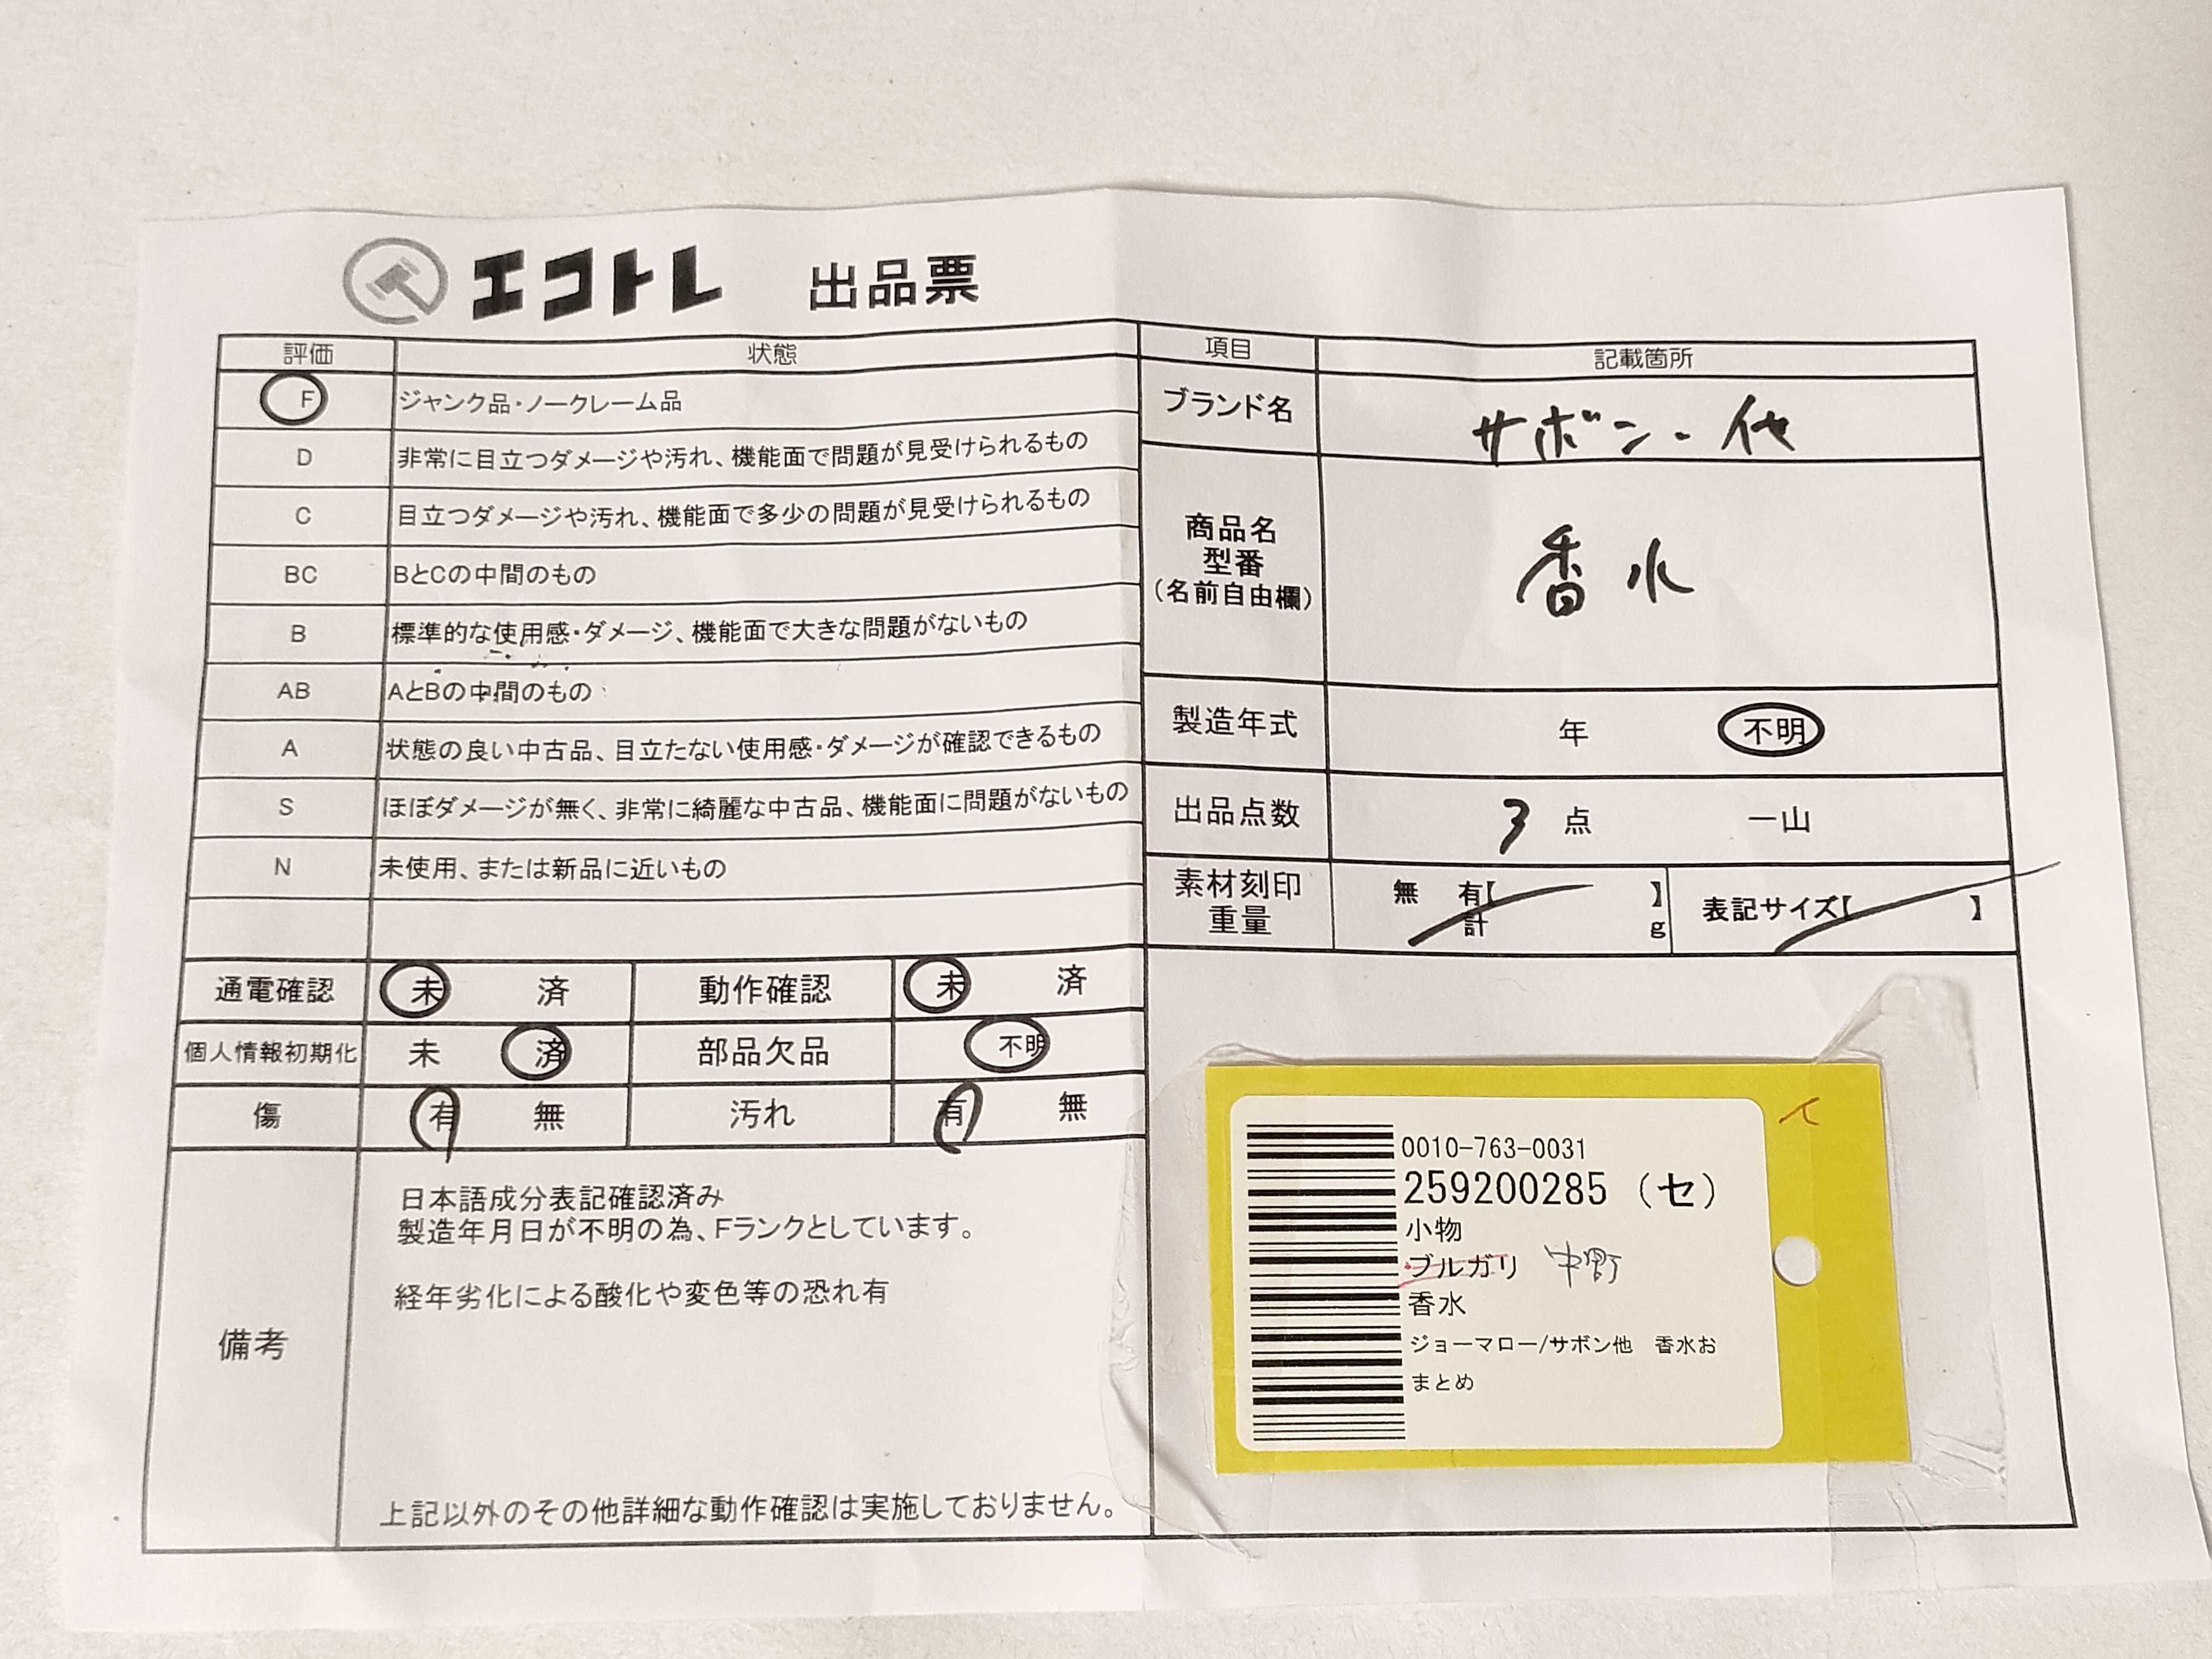 エコトレ 出品票
評価 状態
F ジャンク品・ノークレーム品
D 非常に目立つダメージや汚れ、機能面で問題が見受けられるもの
C 目立つダメージや汚れ、機能面で多少の問題が見受けられるもの
BC BとCの中間のもの
B 標準的な使用感・ダメージ、機能面で大きな問題がないもの
AB AとBの中間のもの
A 状態の良い中古品、目立たない使用感・ダメージが確認できるもの
S ほぼダメージが無く、非常に綺麗な中古品、機能面に問題がないもの
N 未使用、または新品に近いもの
通電確認 未 済 動作確認 未 済
個人情報初期化 未 済 部品欠品 不明
傷 有 無 汚れ 有 無
備考
日本語成分表記確認済み
製造年月日が不明の為、Fランクとしています。
経年劣化による酸化や変色等の恐れ有
上記以外のその他詳細な動作確認は実施しておりません。
項目 記載箇所
ブランド名 サボン・他
商品名
型番
(名前自由欄)
香水
製造年式 年 不明
出品点数 3 点 一山
素材刻印 無 有【 】
重量 計 g
表記サイズ【 】
0010-763-0031
259200285 (セ)
小物
ブルガリ 中野
香水
ジョーマロー/サボン他 香水お
まとめ